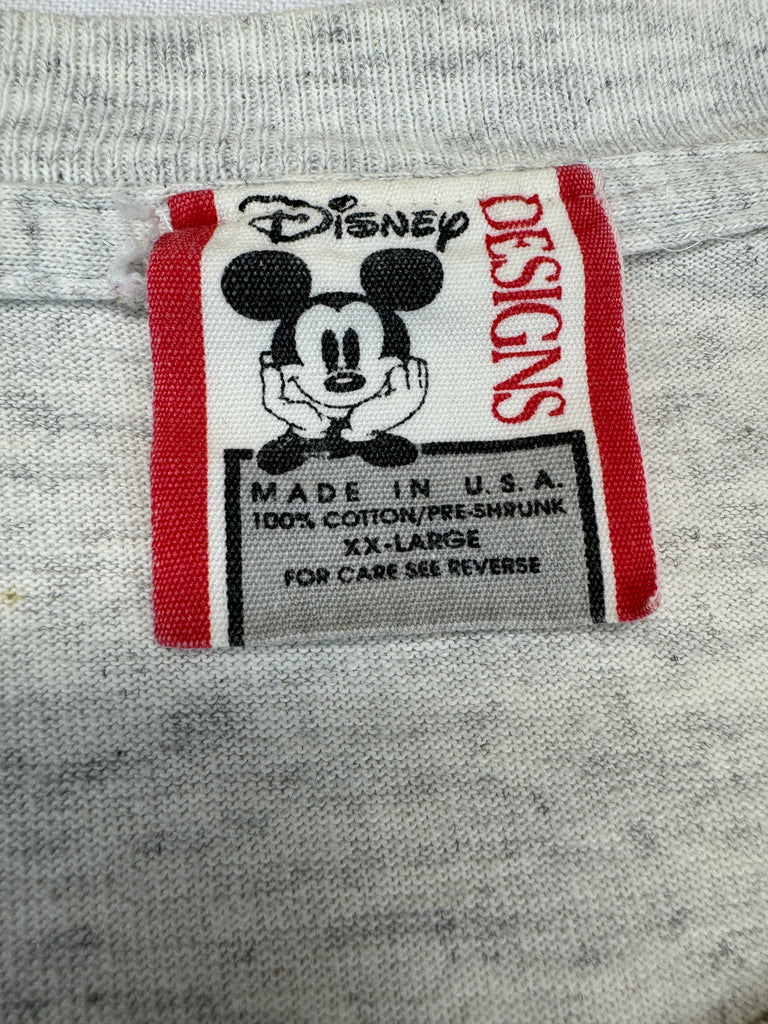 Disney
DESIGNS
MADE IN U.S.A.
100% COTTON/PRE-SHRUNK
XX-LARGE
FOR CARE SEE REVERSE